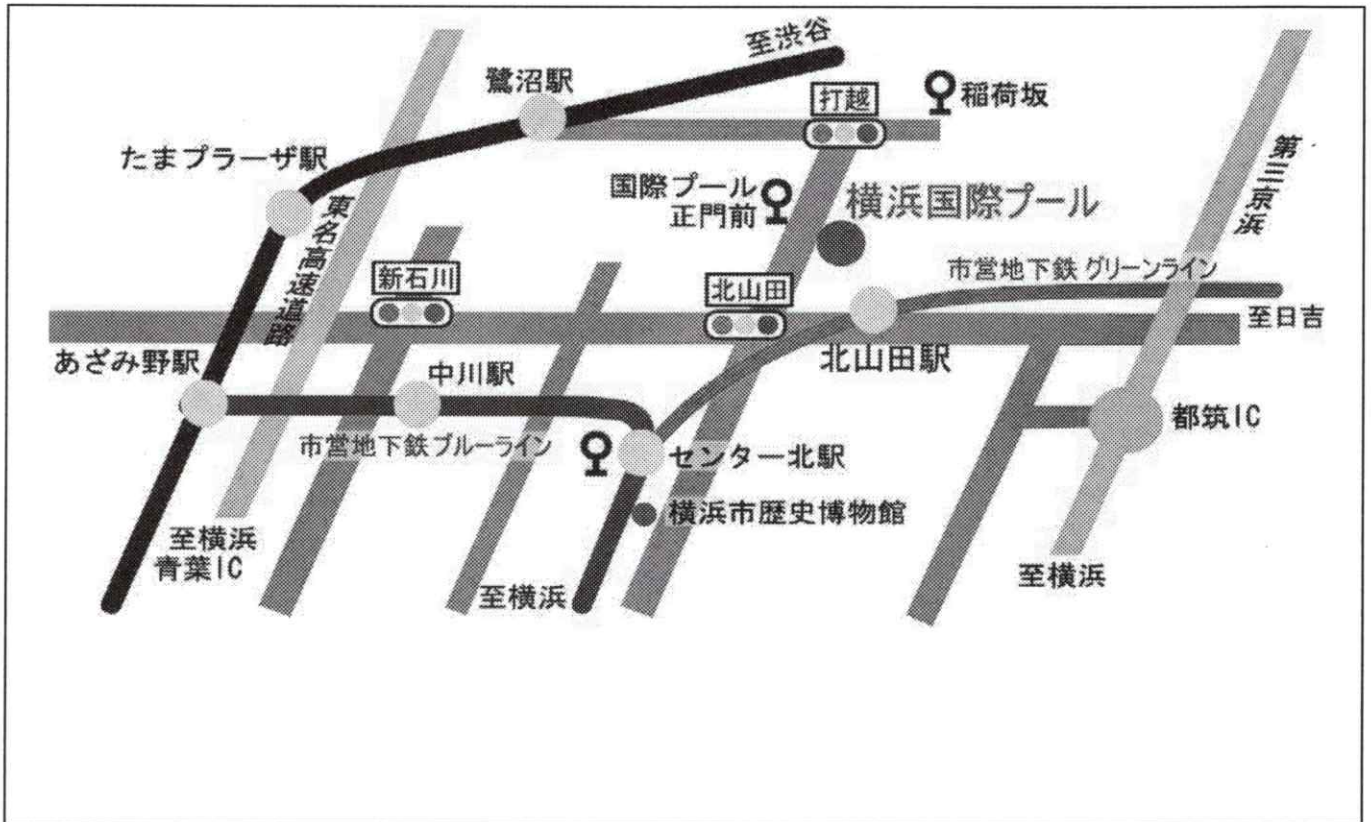 至渋谷
鷺沼駅
打越
稲荷坂
たまプラーザ駅
第三京浜
国際プール
正門前
横浜国際プール
東名高速道路
新石川
北山田
市営地下鉄 グリーンライン
至日吉
あざみ野駅
中川駅
北山田駅
都筑IC
市営地下鉄ブルーライン
センター北駅
横浜市歴史博物館
至横浜
青葉IC
至横浜
至横浜